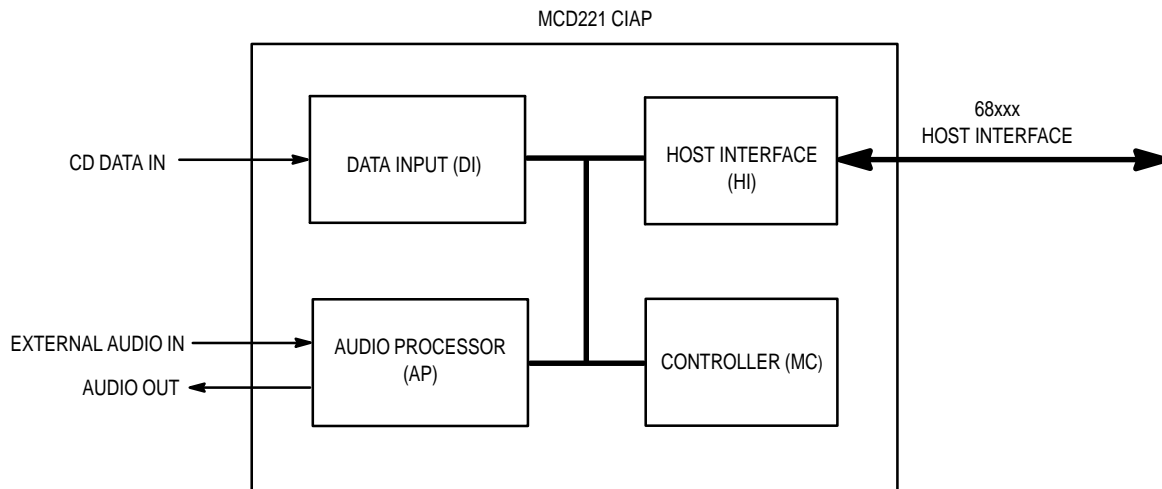 MCD221 CIAP
68xxx
HOST INTERFACE
CD DATA IN
DATA INPUT (DI)
HOST INTERFACE
(HI)
EXTERNAL AUDIO IN
AUDIO OUT
AUDIO PROCESSOR
(AP)
CONTROLLER (MC)